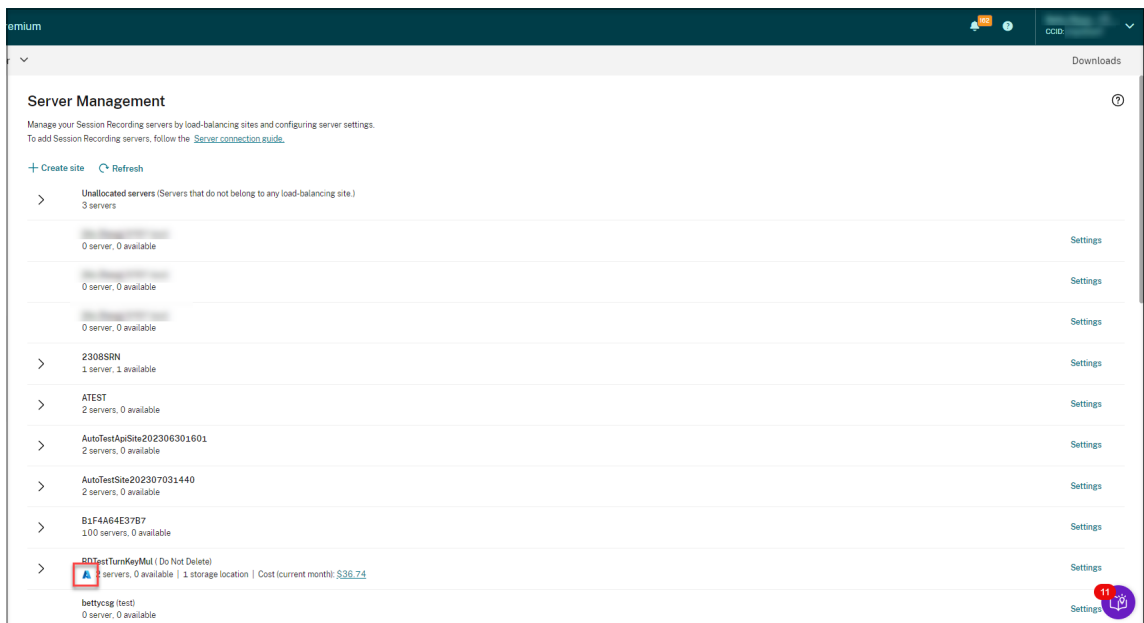 emium
162
CCID:
r
Downloads
Server Management
Manage your Session Recording servers by load-balancing sites and configuring server settings.
To add Session Recording servers, follow the Server connection guide.
Create site
Refresh
Unallocated servers (Servers that do not belong to any load-balancing site.)
3 servers
0 server, 0 available
Settings
0 server, 0 available
Settings
0 server, 0 available
Settings
2308SRN
1 server, 1 available
Settings
ATEST
2 servers, 0 available
Settings
AutoTestApiSite202306301601
2 servers, 0 available
Settings
AutoTestSite202307031440
2 servers, 0 available
Settings
B1F4A64E37B7
100 servers, 0 available
Settings
RDTestTurnKeyMul ( Do Not Delete)
2 servers, 0 available | 1 storage location | Cost (current month): $36.74
Settings
bettycsg (test)
0 server, 0 available
Settings
11